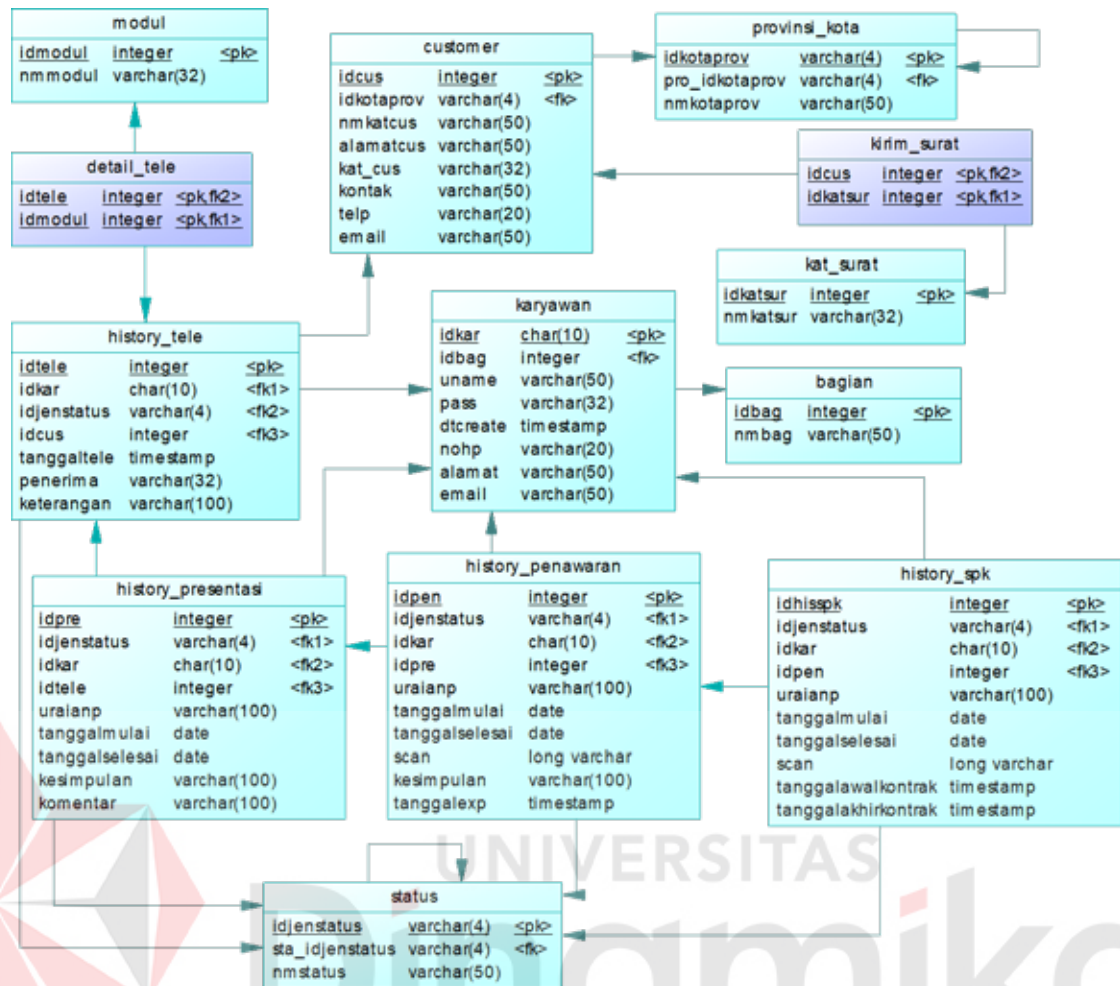 modul
idmodul integer <pk>
nmmodul varchar(32)
detail_tele
idtele integer <pk,fk2>
idmodul integer <pk,fk1>
customer
idcus integer <pk>
idkotaprov varchar(4) <fk>
nmkatcus varchar(50)
alamatcus varchar(50)
kat_cus varchar(32)
kontak varchar(50)
telp varchar(20)
email varchar(50)
provinsi_kota
idkotaprov varchar(4) <pk>
pro_idkotaprov varchar(4) <fk>
nmkotaprov varchar(50)
kirim_surat
idcus integer <pk,fk2>
idkatsur integer <pk,fk1>
kat_surat
idkatsur integer <pk>
nmkatsur varchar(32)
history_tele
idtele integer <pk>
idkar char(10) <fk1>
idjenstatus varchar(4) <fk2>
idcus integer <fk3>
tanggaltele timestamp
penerima varchar(32)
keterangan varchar(100)
karyawan
idkar char(10) <pk>
idbag integer <fk>
uname varchar(50)
pass varchar(32)
dtcreate timestamp
nohp varchar(20)
alamat varchar(50)
email varchar(50)
bagian
idbag integer <pk>
nmbag varchar(50)
history_presentasi
idpre integer <pk>
idjenstatus varchar(4) <fk1>
idkar char(10) <fk2>
idtele integer <fk3>
uraianp varchar(100)
tanggalmulai date
tanggalselesai date
kesimpulan varchar(100)
komentar varchar(100)
history_penawaran
idpen integer <pk>
idjenstatus varchar(4) <fk1>
idkar char(10) <fk2>
idpre integer <fk3>
uraianp varchar(100)
tanggalmulai date
tanggalselesai date
scan long varchar
kesimpulan varchar(100)
tanggalexp timestamp
history_spk
idhisspk integer <pk>
idjenstatus varchar(4) <fk1>
idkar char(10) <fk2>
idpen integer <fk3>
uraianp varchar(100)
tanggalmulai date
tanggalselesai date
scan long varchar
tanggalawalkontrak timestamp
tanggalakhirkontrak timestamp
status
idjenstatus varchar(4) <pk>
sta_idjenstatus varchar(4) <fk>
nmstatus varchar(50)
UNIVERSITAS
Dinamika